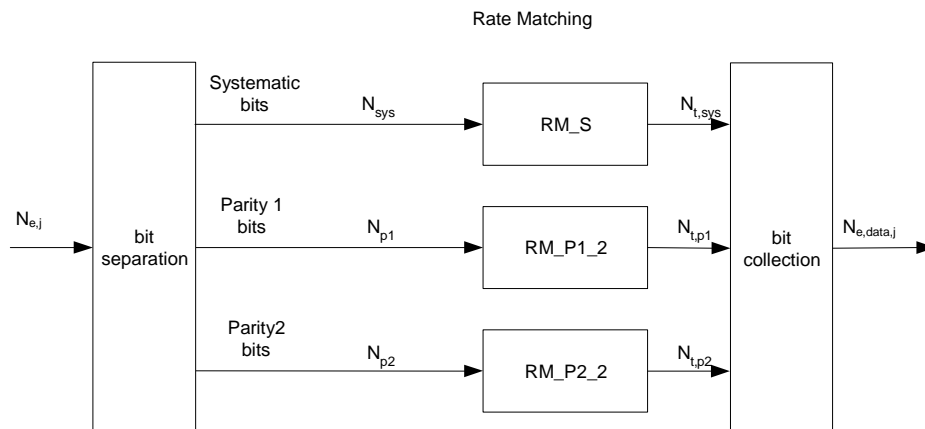 Rate Matching
Systematic
bits
N_sys
RM_S
N_t,sys
N_e,j
bit
separation
Parity 1
bits
N_p1
RM_P1_2
N_t,p1
bit
collection
N_e,data,j
Parity2
bits
N_p2
RM_P2_2
N_t,p2